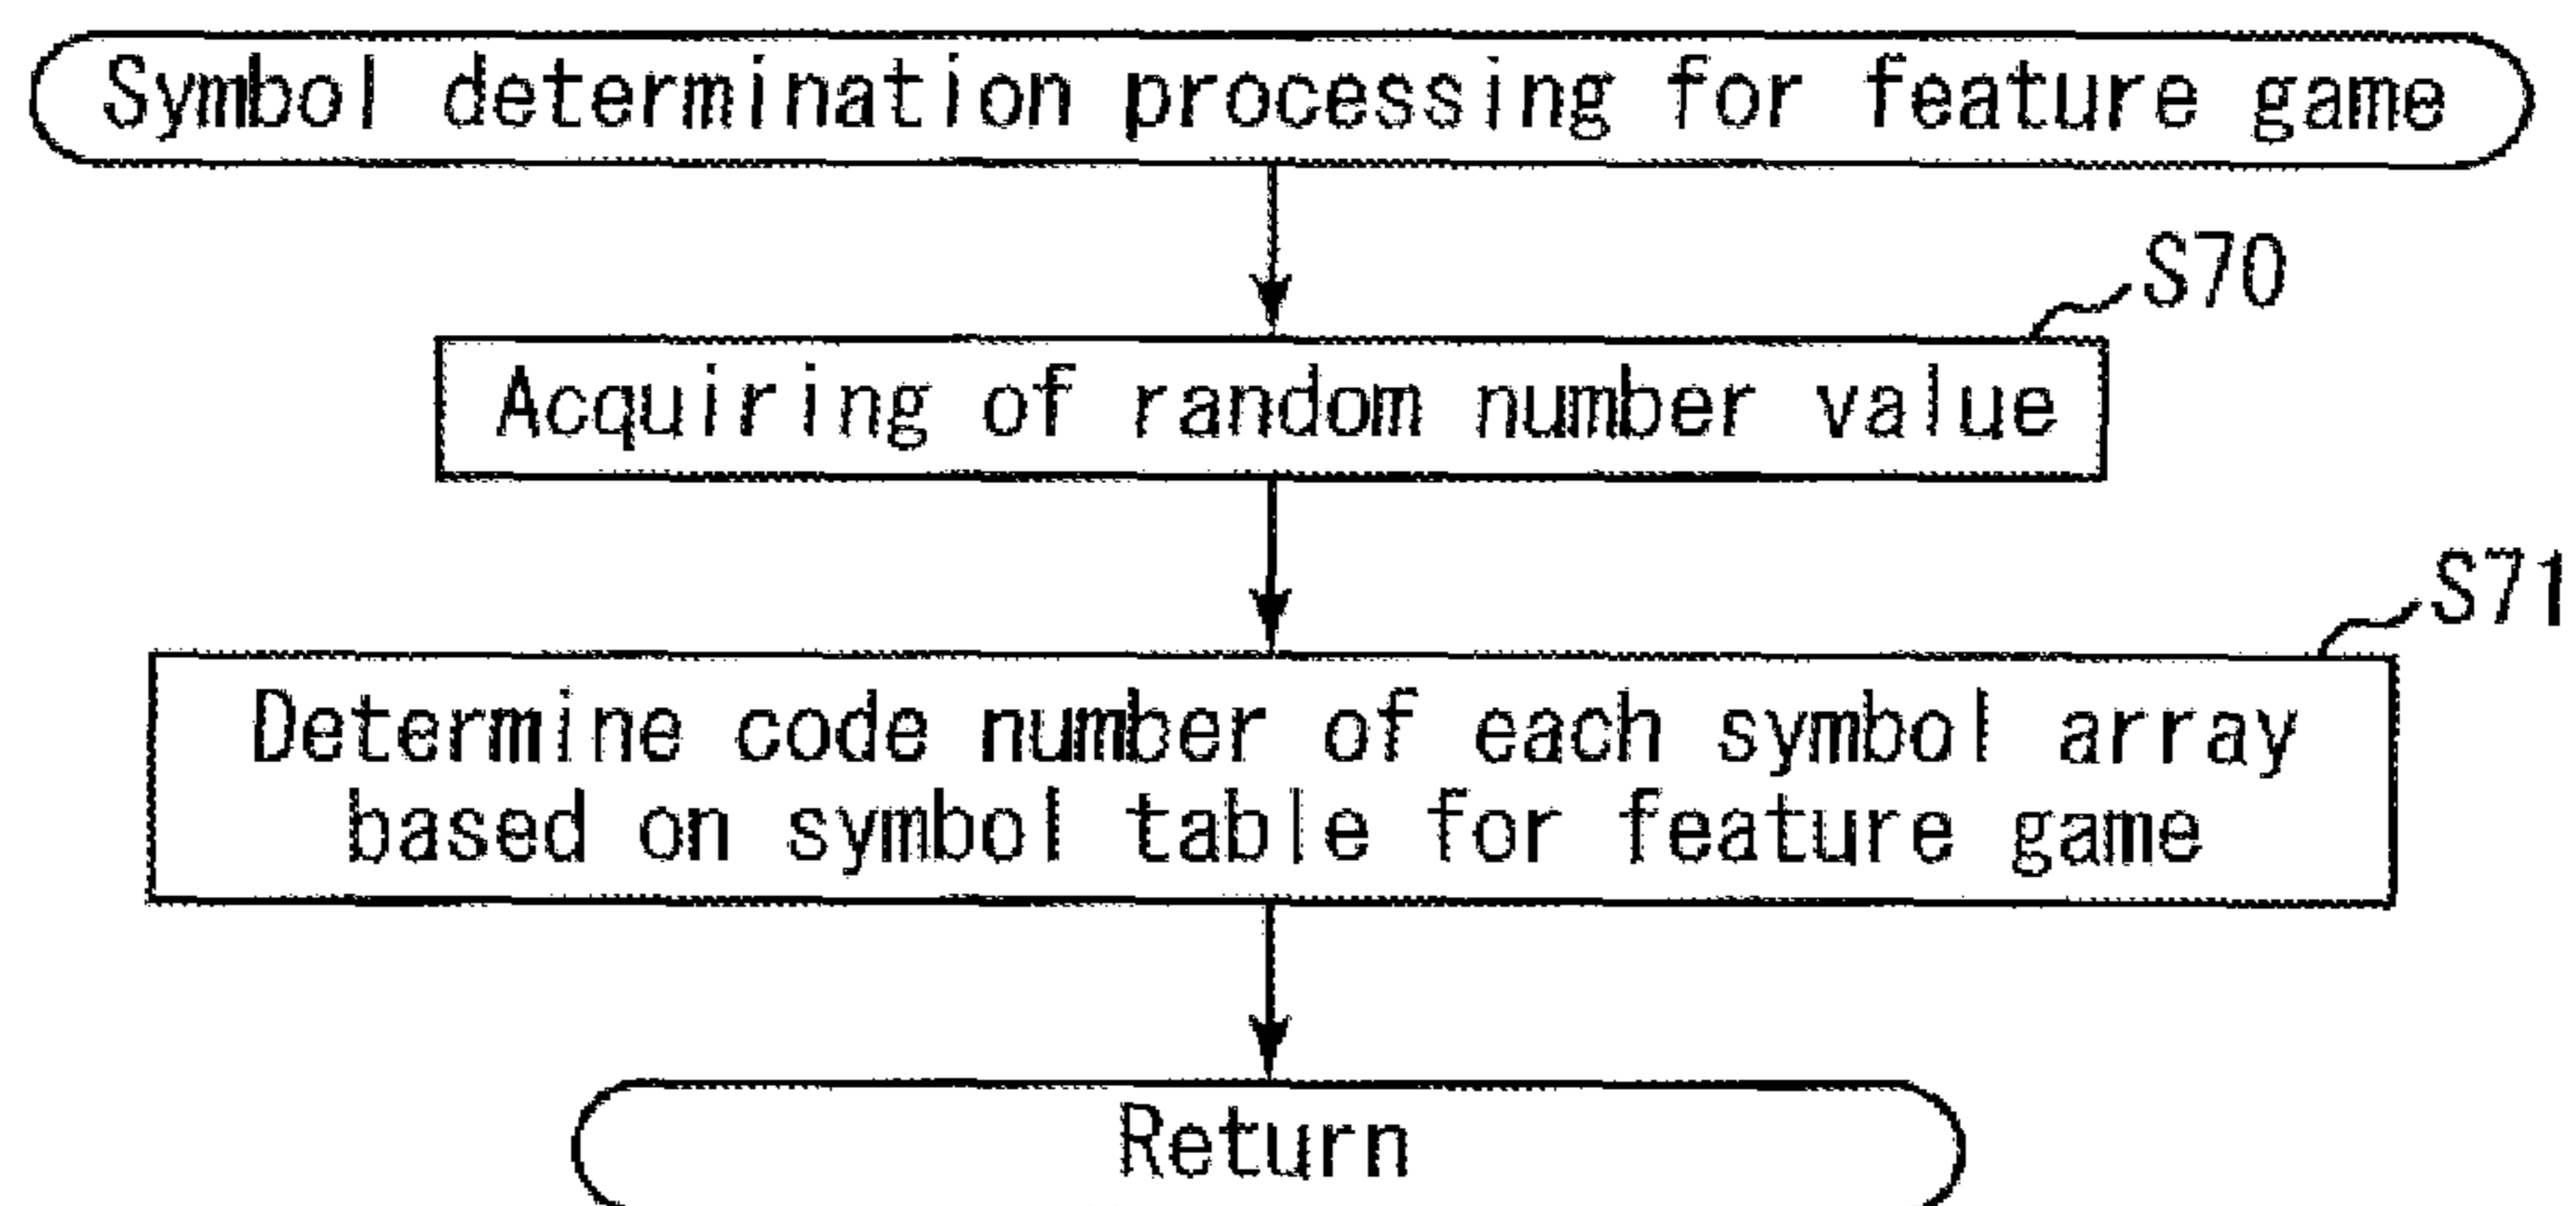 Symbol determination processing for feature game
S70
Acquiring of random number value
S71
Determine code number of each symbol array
based on symbol table for feature game
Return